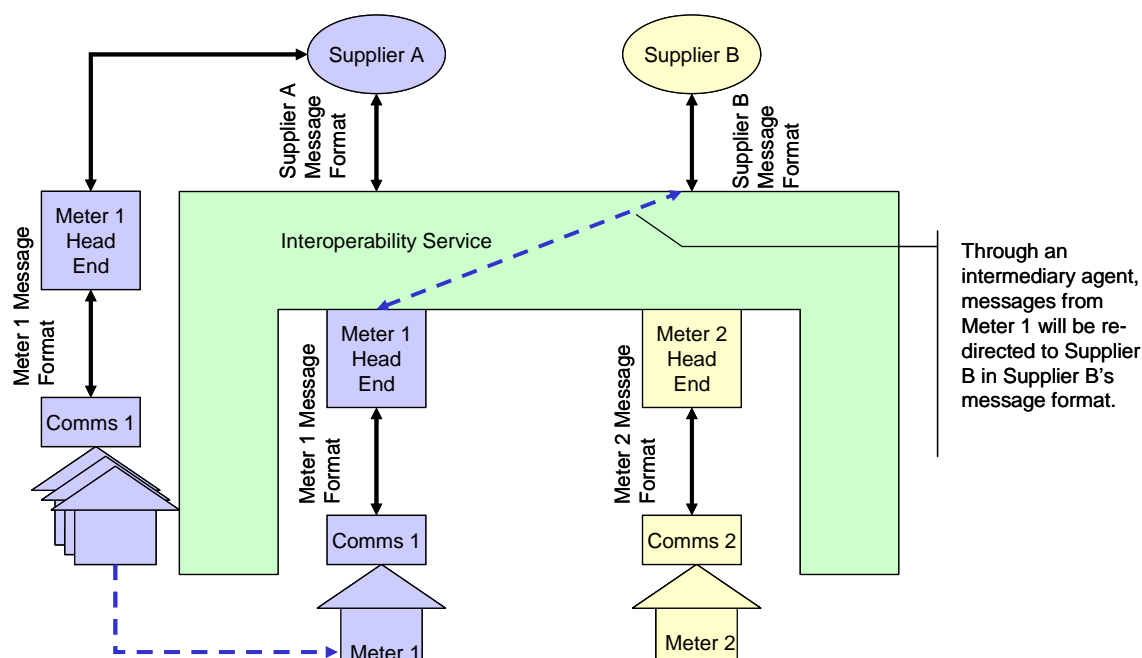 Supplier A
Supplier B
Supplier A
Message
Format
Supplier B
Message
Format
Meter 1
Head
End
Interoperability Service
Through an
intermediary agent,
messages from
Meter 1 will be re-
directed to Supplier
B in Supplier B's
message format.
Meter 1 Message
Format
Meter 1
Head
End
Meter 2
Head
End
Meter 1 Message
Format
Meter 2 Message
Format
Comms 1
Comms 1
Comms 2
Meter 1
Meter 2